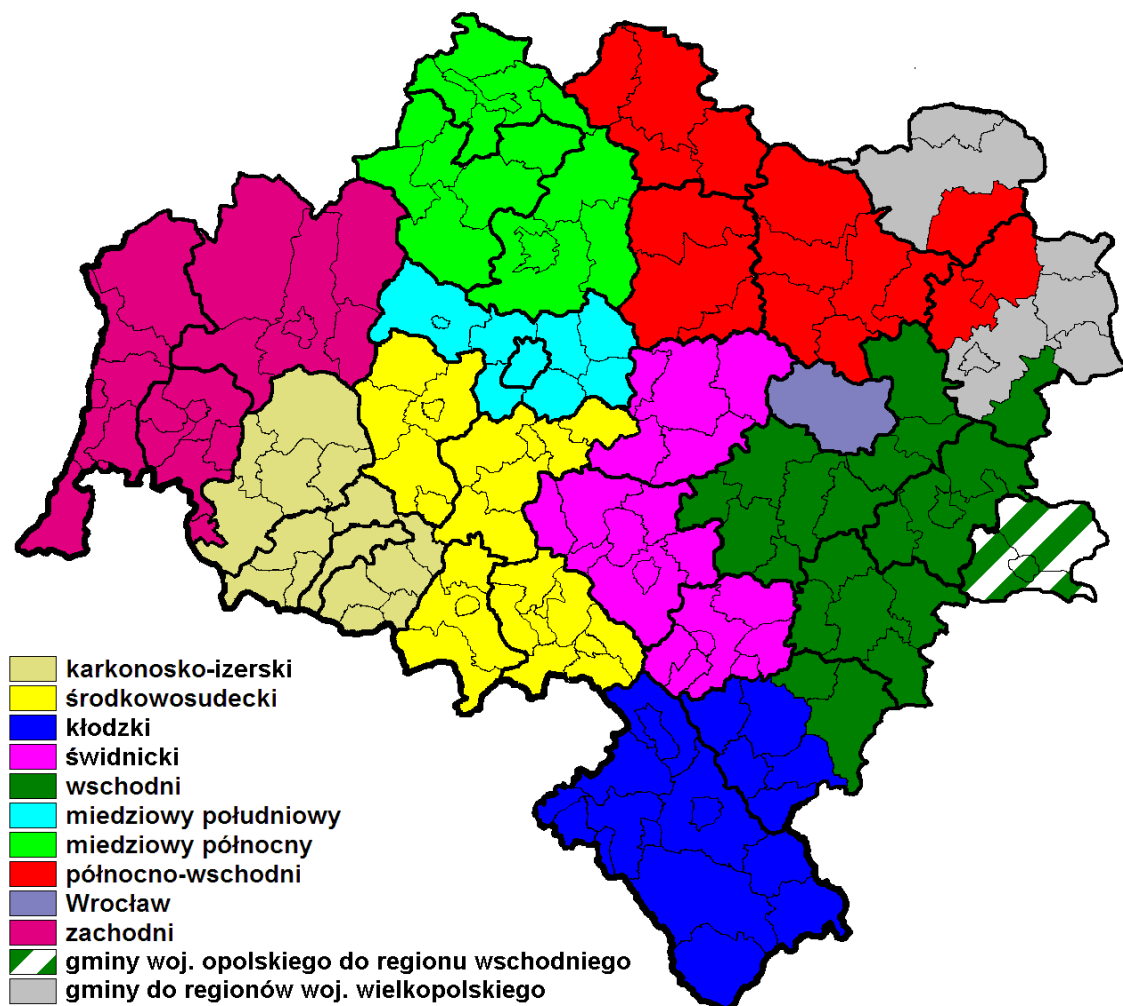 karkonosko-izerski
środkowosudecki
kłodzki
świdnicki
wschodni
miedziowy południowy
miedziowy północny
północno-wschodni
Wrocław
zachodni
gminy woj. opolskiego do regionu wschodniego
gminy do regionów woj. wielkopolskiego